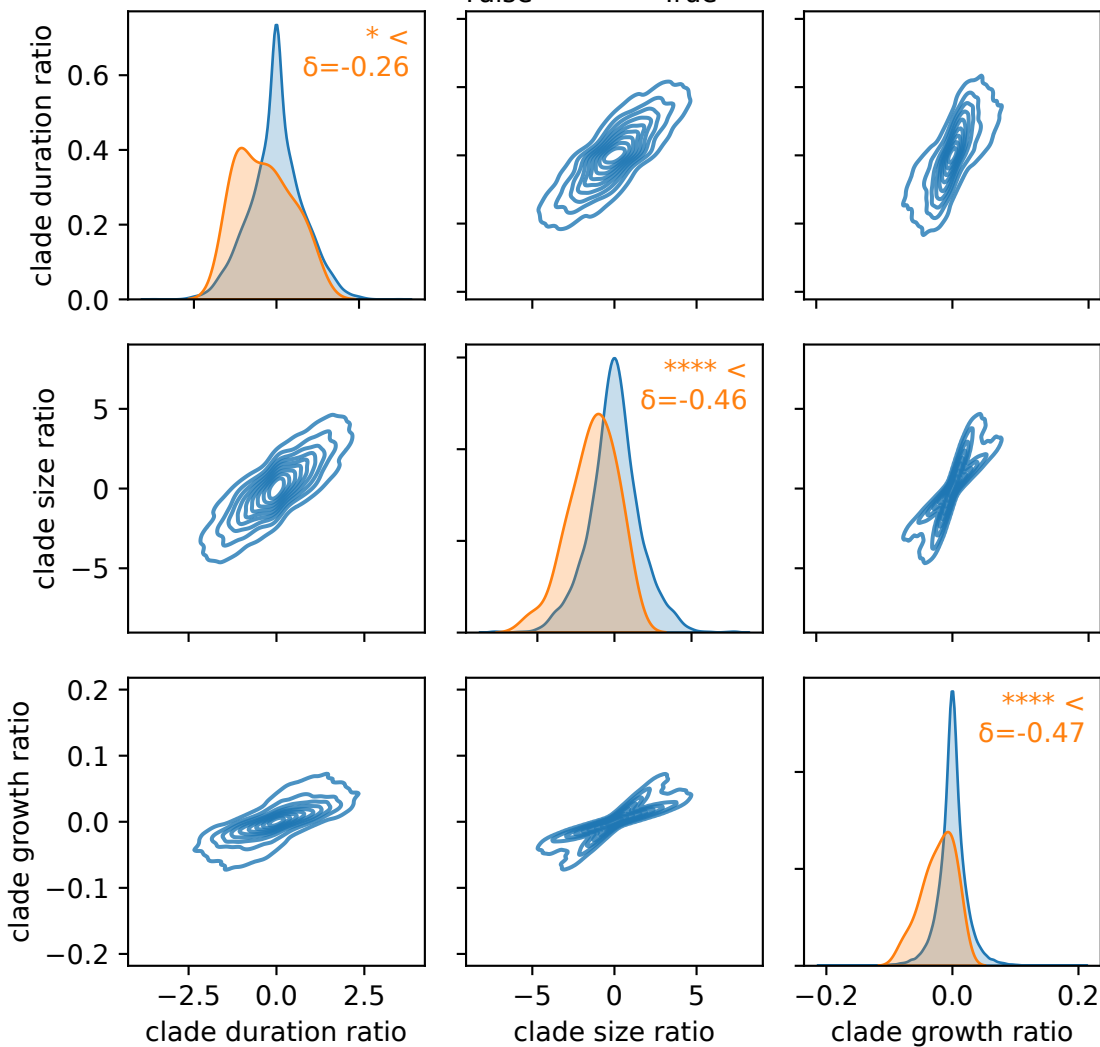 False True
clade duration ratio
0.6
0.4
0.2
0.0
* <
δ=-0.26
clade size ratio
5
0
−5
**** <
δ=-0.46
clade growth ratio
0.2
0.1
0.0
−0.1
−0.2
**** <
δ=-0.47
−2.5 0.0 2.5
−5 0 5
−0.2 0.0 0.2
clade duration ratio
clade size ratio
clade growth ratio